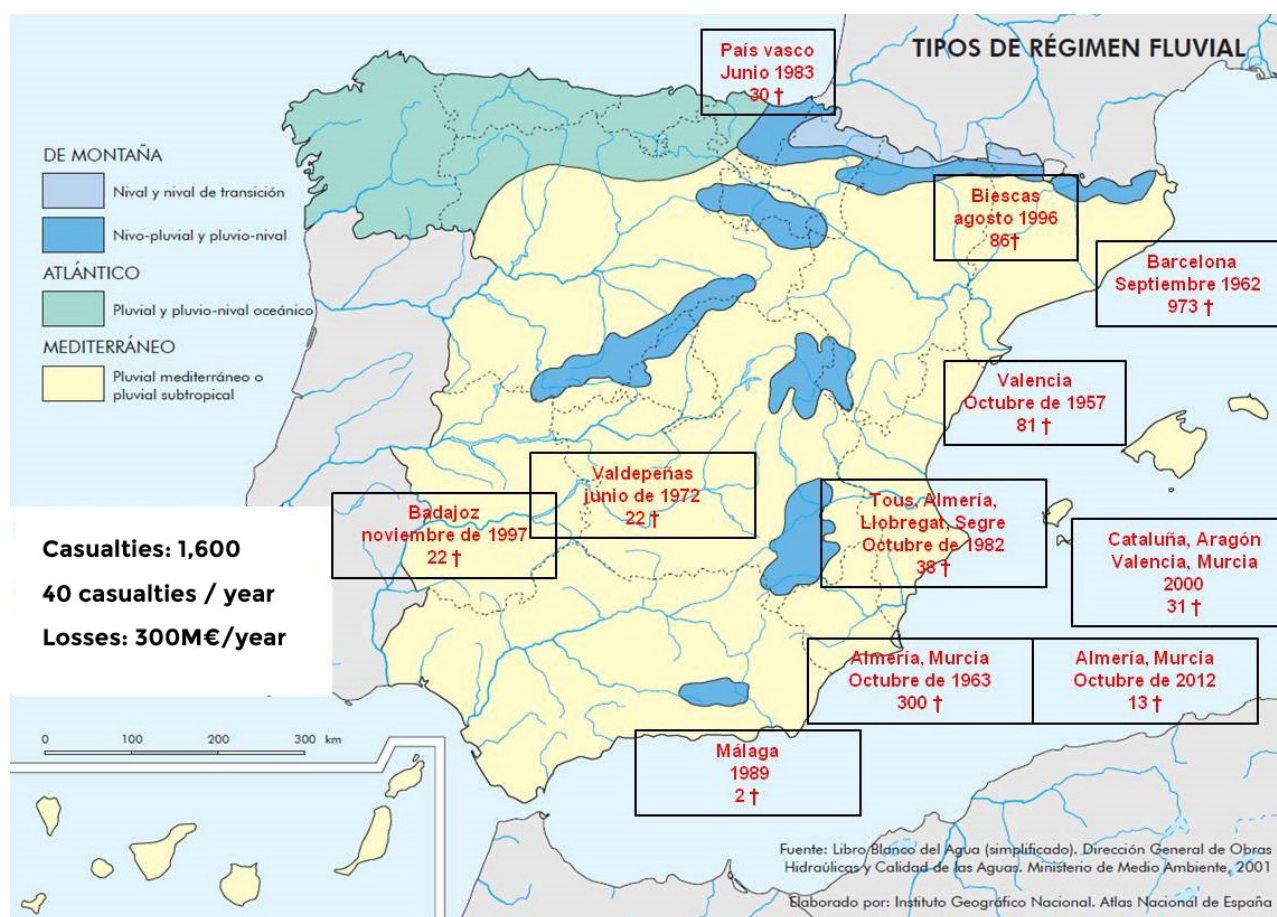 TIPOS DE RÉGIMEN FLUVIAL
País vasco
Junio 1983
30 †
DE MONTAÑA
Nival y nival de transición
Nivo-pluvial y pluvio-nival
ATLÁNTICO
Pluvial y pluvio-nival oceánico
MEDITERRÁNEO
Pluvial mediterráneo o
pluvial subtropical
Biescas
agosto 1996
86†
Barcelona
Septiembre 1962
973 †
Valencia
Octubre de 1957
81 †
Valdepeñas
junio de 1972
22 †
Badajoz
noviembre de 1997
22 †
Tous, Almería,
Llobregat, Segre
Octubre de 1982
38 †
Cataluña, Aragón
Valencia, Murcia
2000
31 †
Casualties: 1,600
40 casualties / year
Losses: 300M€/year
Almería, Murcia
Octubre de 1963
300 †
Almería, Murcia
Octubre de 2012
13 †
Málaga
1989
2 †
0 100 200 300 km
Fuente: Libro Blanco del Agua (simplificado). Dirección General de Obras
Hidraúlicas y Calidad de las Aguas. Ministerio de Medio Ambiente, 2001
Elaborado por: Instituto Geográfico Nacional. Atlas Nacional de España